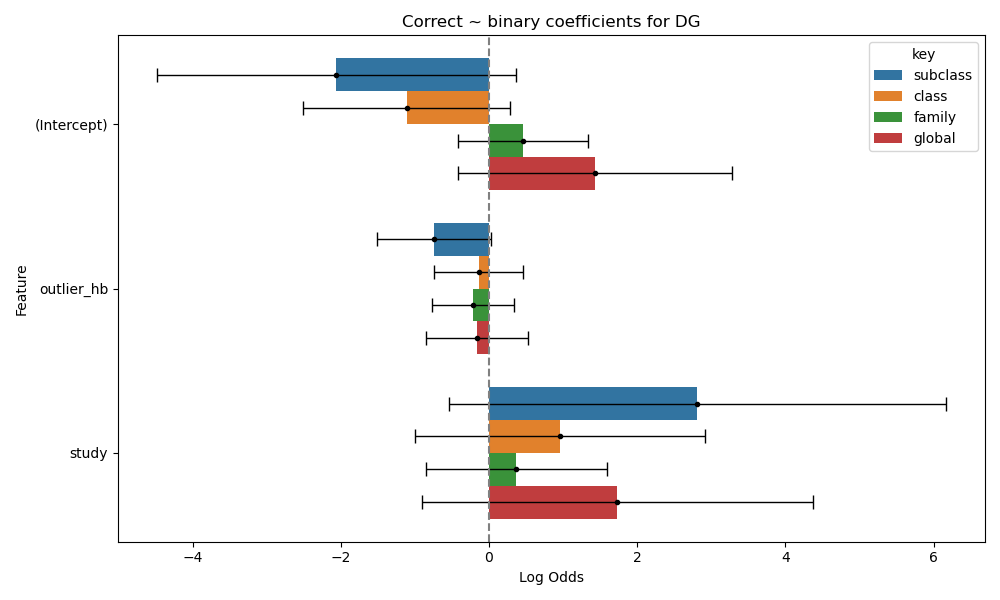 Correct ~ binary coefficients for DG
key
subclass
class
family
global
Feature
(Intercept)
outlier_hb
study
−4
−2
0
2
4
6
Log Odds